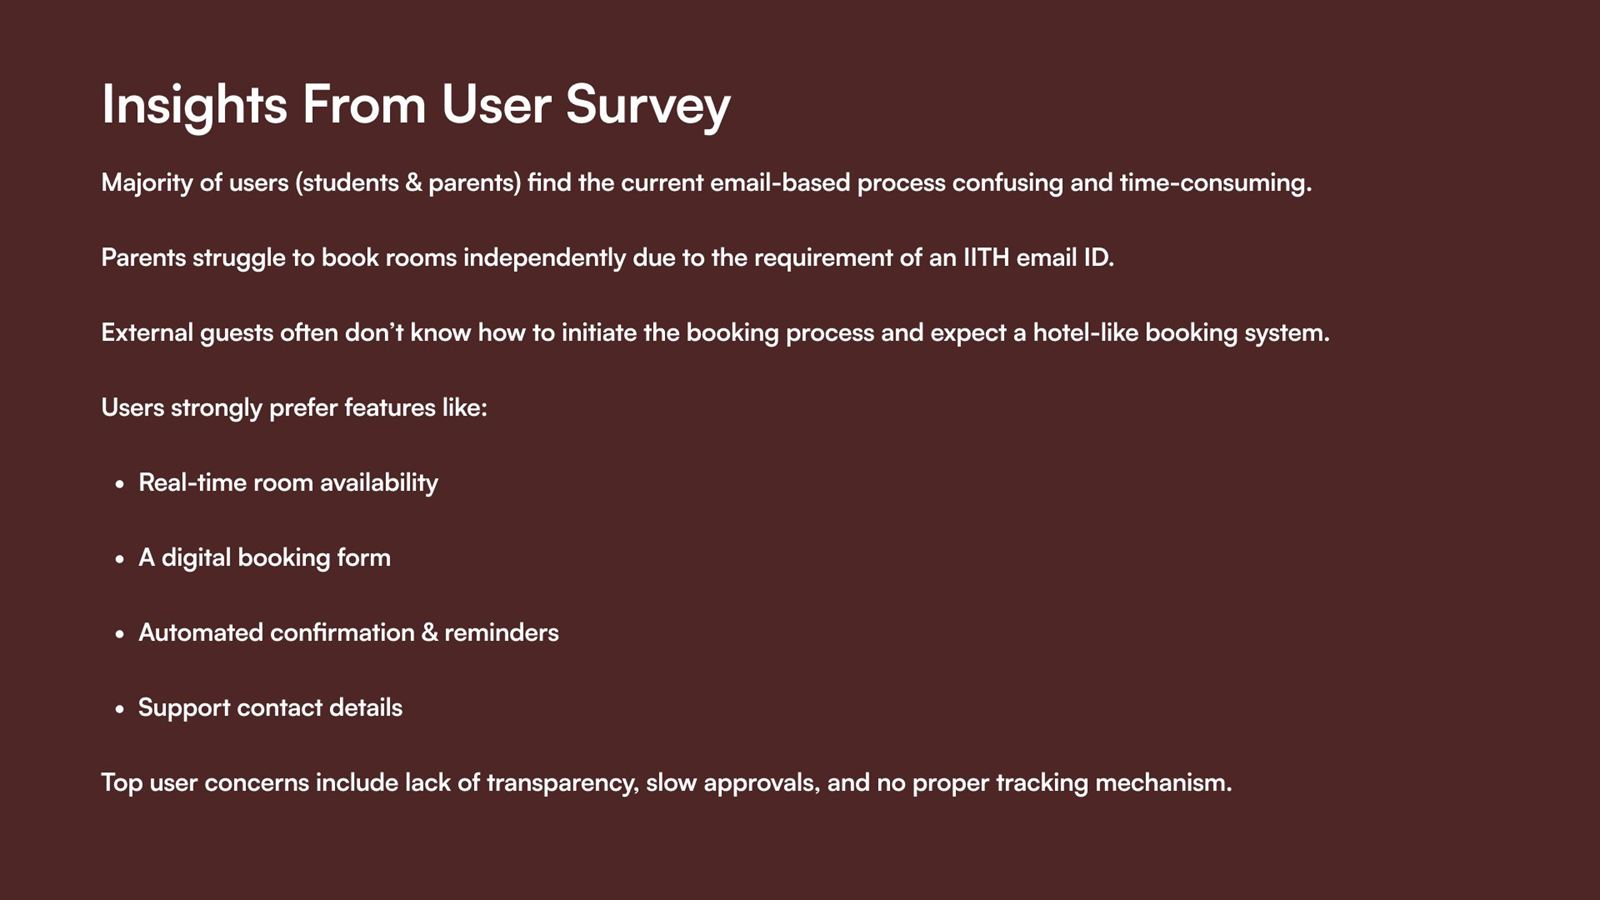 Insights From User Survey
Majority of users (students & parents) find the current email-based process confusing and time-consuming.
Parents struggle to book rooms independently due to the requirement of an IITH email ID.
External guests often don’t know how to initiate the booking process and expect a hotel-like booking system.
Users strongly prefer features like:
• Real-time room availability
• A digital booking form
• Automated confirmation & reminders
• Support contact details
Top user concerns include lack of transparency, slow approvals, and no proper tracking mechanism.